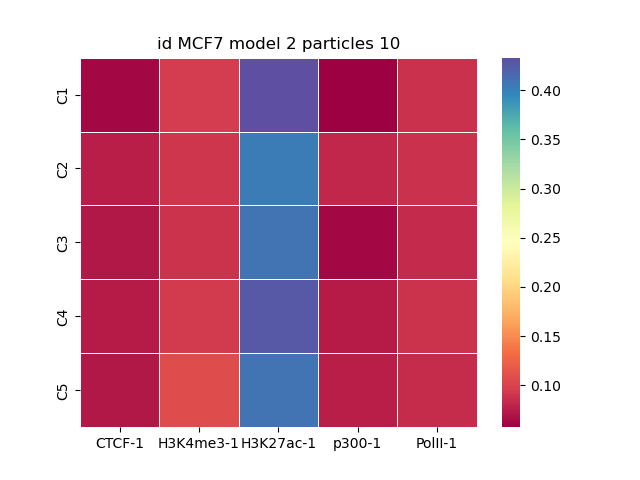 id MCF7 model 2 particles 10
C1
C2
C3
C4
C5
CTCF-1
H3K4me3-1
H3K27ac-1
p300-1
PolII-1
0.40
0.35
0.30
0.25
0.20
0.15
0.10